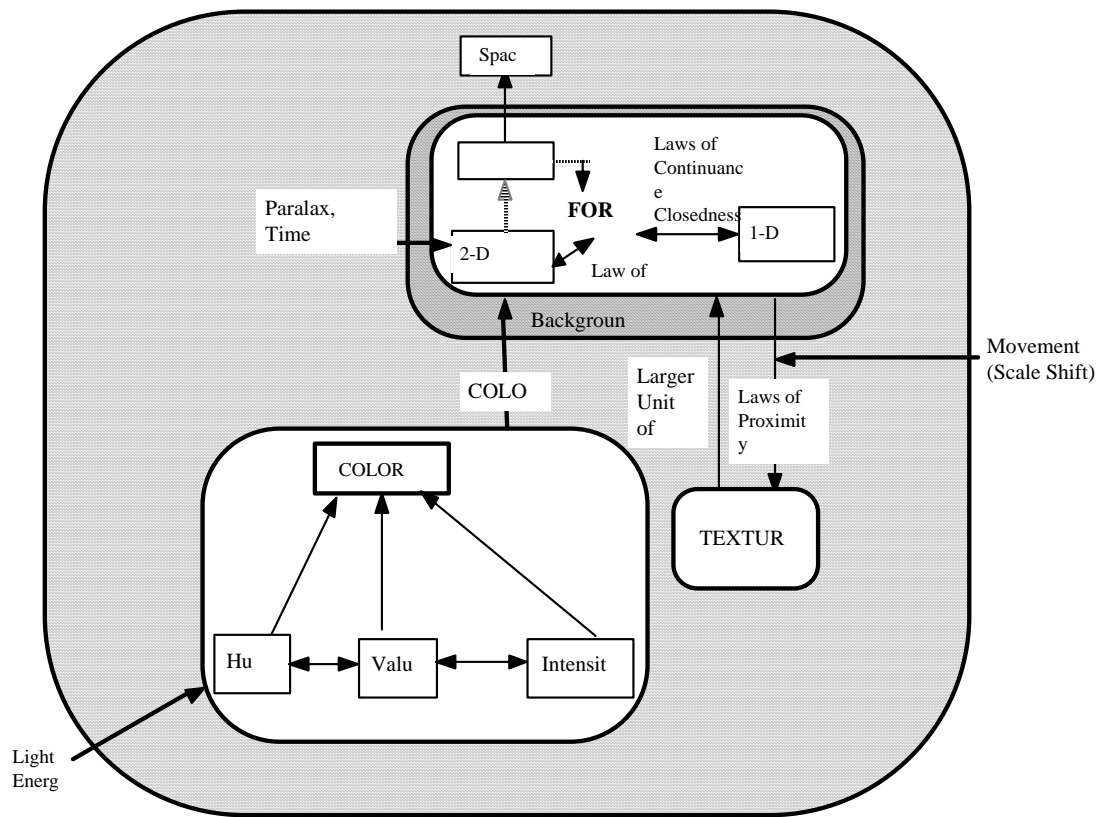 Spac
Laws of
Continuanc
e
Closedness
Paralax,
Time
FOR
2-D
1-D
Law of
Backgroun
Movement
(Scale Shift)
Larger
Unit
of
Laws of
Proximit
y
COLO
COLOR
TEXTUR
Hu
Valu
Intensit
Light
Energ